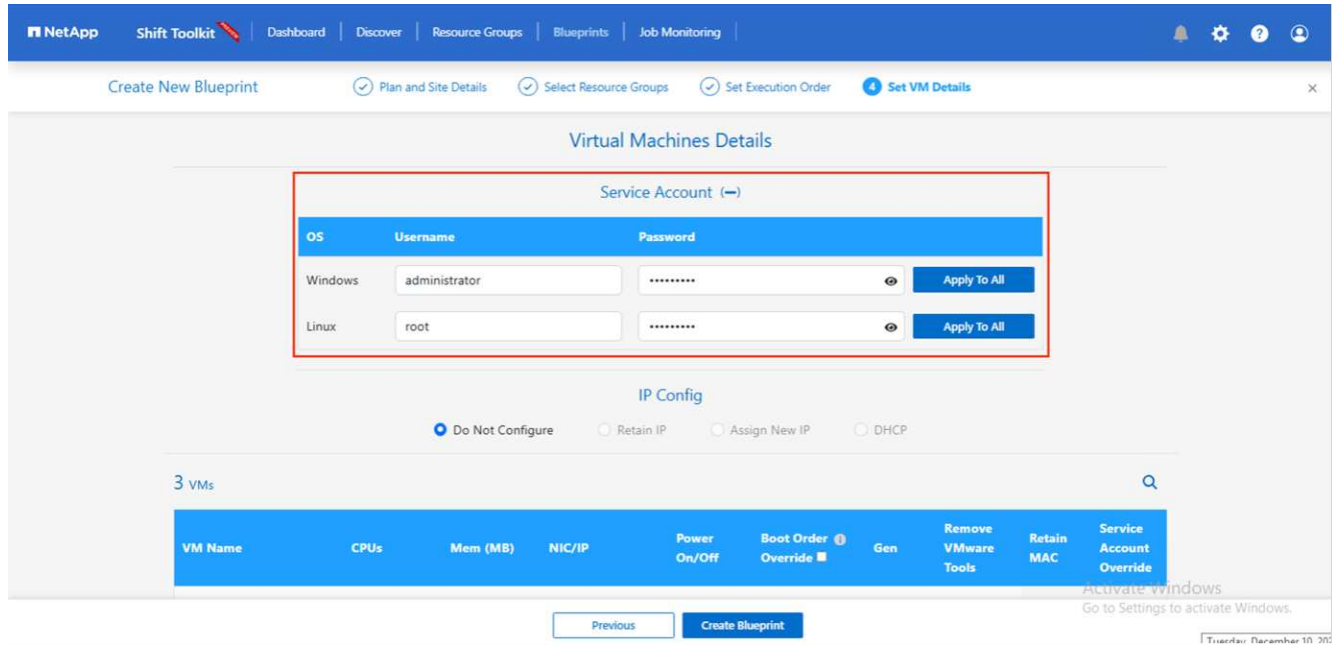 NetApp Shift Toolkit Dashboard Discover Resource Groups Blueprints Job Monitoring
Create New Blueprint Plan and Site Details Select Resource Groups Set Execution Order 4 Set VM Details
Virtual Machines Details
Service Account (−)
OS Username Password
Windows administrator ••••••••• Apply To All
Linux root ••••••••• Apply To All
IP Config
Do Not Configure Retain IP Assign New IP DHCP
3 VMs
VM Name CPUs Mem (MB) NIC/IP Power On/Off Boot Order Override Gen Remove VMware Tools Retain MAC Service Account Override
Activate Windows
Go to Settings to activate Windows.
Previous Create Blueprint
Tuesday, December 10,